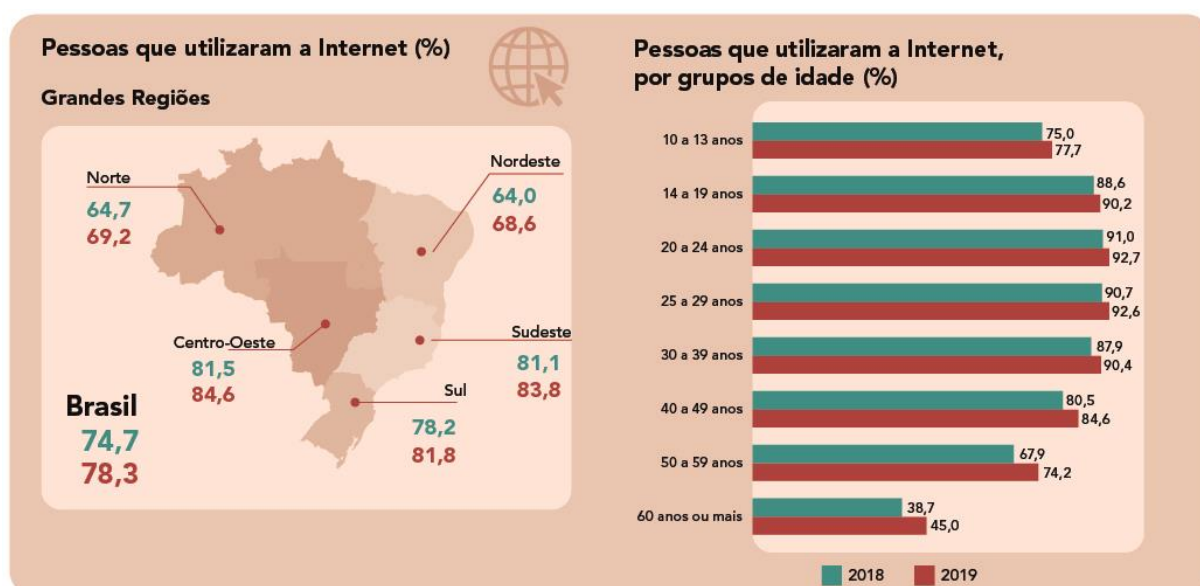 Pessoas que utilizaram a Internet (%)
Grandes Regiões
Norte
64,7
69,2
Nordeste
64,0
68,6
Centro-Oeste
81,5
84,6
Sudeste
81,1
83,8
Sul
78,2
81,8
Brasil
74,7
78,3
Pessoas que utilizaram a Internet,
por grupos de idade (%)
10 a 13 anos
75,0
77,7
14 a 19 anos
88,6
90,2
20 a 24 anos
91,0
92,7
25 a 29 anos
90,7
92,6
30 a 39 anos
87,9
90,4
40 a 49 anos
80,5
84,6
50 a 59 anos
67,9
74,2
60 anos ou mais
38,7
45,0
2018 2019